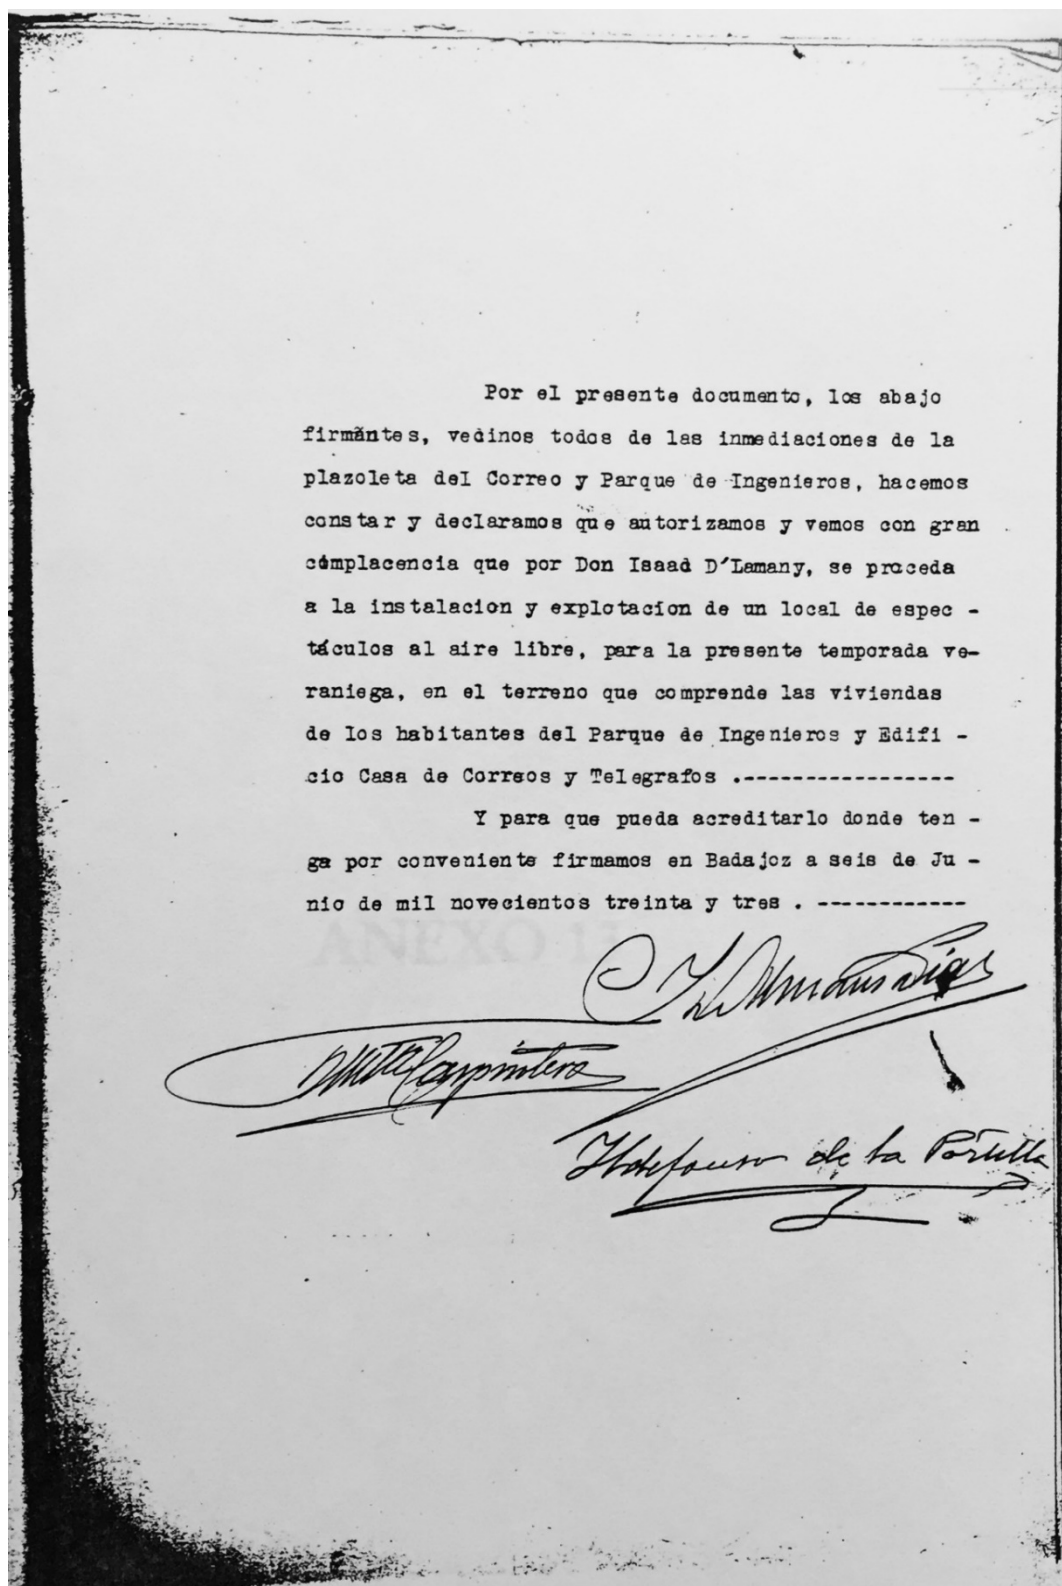 Por el presente documento, los abajo
firmántes, vecinos todos de las inmediaciones de la
plazoleta del Correo y Parque de Ingenieros, hacemos
constar y declaramos que autorizamos y vemos con gran
complacencia que por Don Isaad D'Lamany, se proceda
a la instalacion y explotacion de un local de espec -
táculos al aire libre, para la presente temporada ve-
raniega, en el terreno que comprende las viviendas
de los habitantes del Parque de Ingenieros y Edifi -
cio Casa de Correos y Telegrafos .-----------------
Y para que pueda acreditarlo donde ten -
ga por conveniente firmamos en Badajoz a seis de Ju -
nio de mil novecientos treinta y tres . ------------
ANEXO
Carpintero
Ildefonso de la Portilla